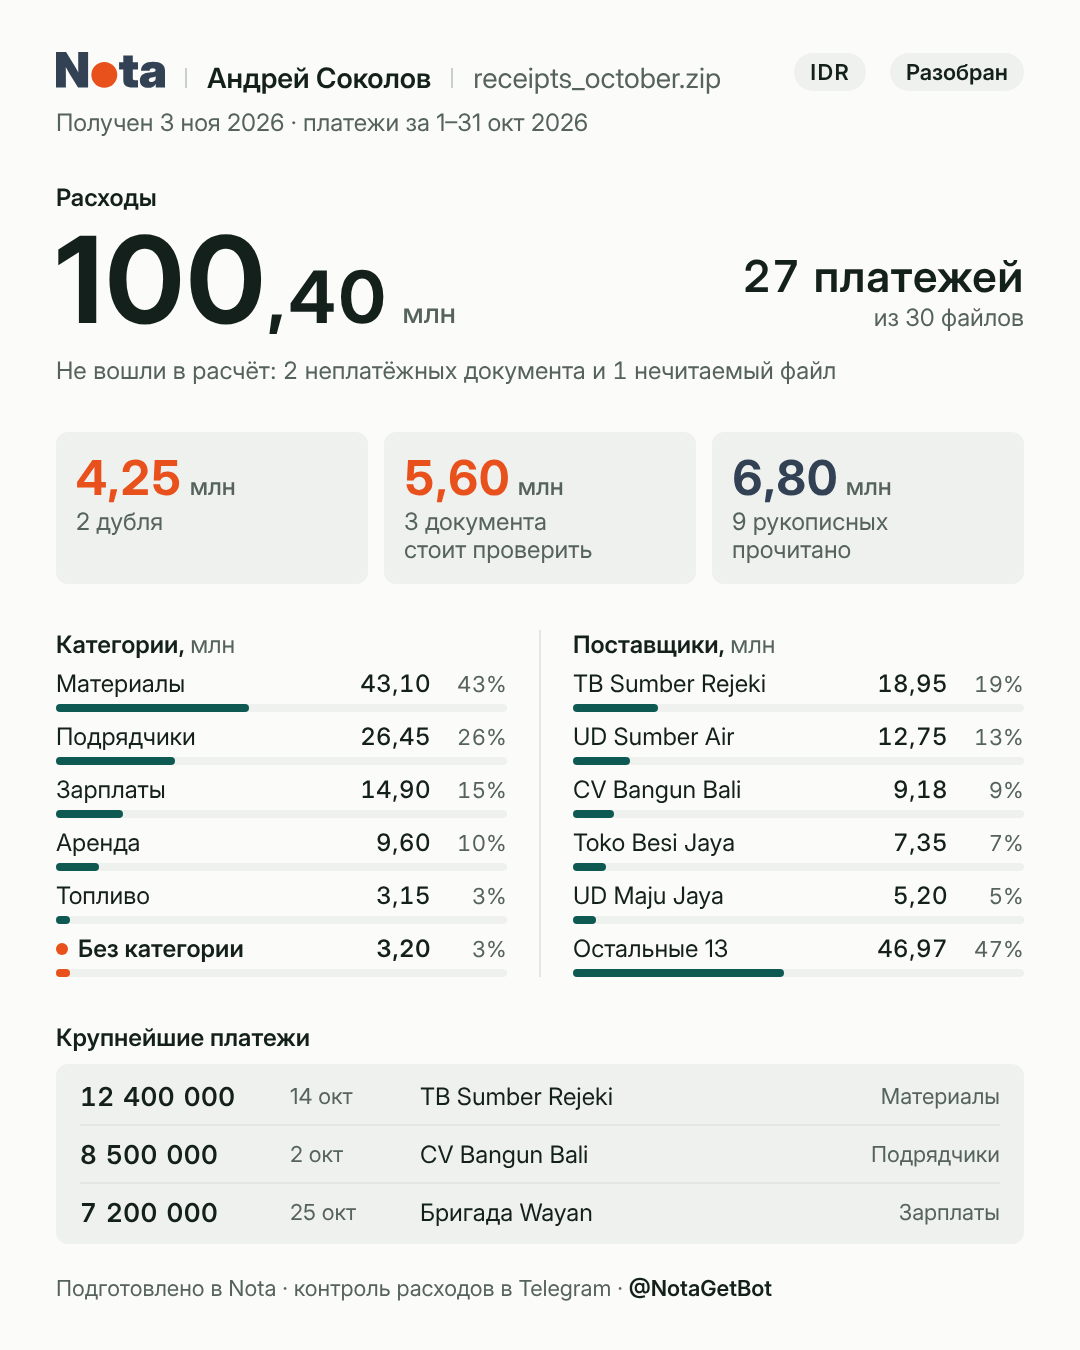 Nota | Андрей Соколов | receipts_october.zip IDR Разобран
Получен 3 ноя 2026 · платежи за 1–31 окт 2026
Расходы
100,40 млн
27 платежей
из 30 файлов
Не вошли в расчёт: 2 неплатёжных документа и 1 нечитаемый файл
4,25 млн
2 дубля
5,60 млн
3 документа
стоит проверить
6,80 млн
9 рукописных
прочитано
Категории, млн
Материалы 43,10 43%
Подрядчики 26,45 26%
Зарплаты 14,90 15%
Аренда 9,60 10%
Топливо 3,15 3%
Без категории 3,20 3%
Поставщики, млн
TB Sumber Rejeki 18,95 19%
UD Sumber Air 12,75 13%
CV Bangun Bali 9,18 9%
Toko Besi Jaya 7,35 7%
UD Maju Jaya 5,20 5%
Остальные 13 46,97 47%
Крупнейшие платежи
12 400 000 14 окт TB Sumber Rejeki Материалы
8 500 000 2 окт CV Bangun Bali Подрядчики
7 200 000 25 окт Бригада Wayan Зарплаты
Подготовлено в Nota · контроль расходов в Telegram · @NotaGetBot